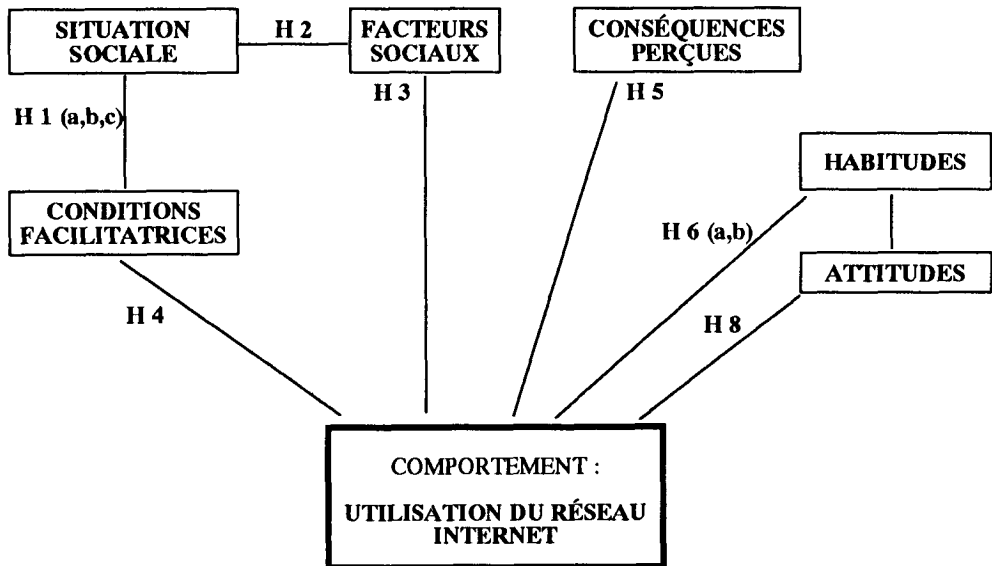 SITUATION
SOCIALE
H 2
FACTEURS
SOCIAUX
CONSÉQUENCES
PERÇUES
H 1 (a,b,c)
H 3
H 5
HABITUDES
CONDITIONS
FACILITATRICES
H 6 (a,b)
ATTITUDES
H 4
H 8
COMPORTEMENT :
UTILISATION DU RÉSEAU
INTERNET